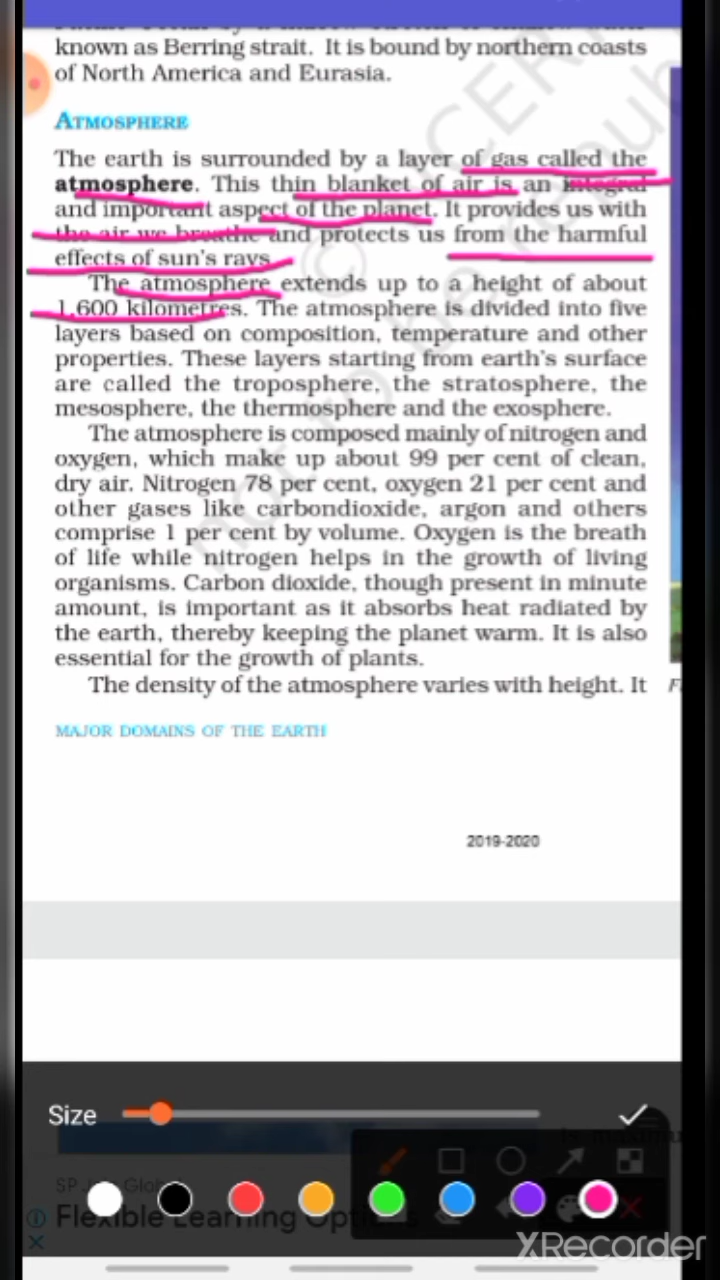 known as Berring strait. It is bound by northern coasts
of North America and Eurasia.
ATMOSPHERE
The earth is surrounded by a layer of gas called the
atmosphere. This thin blanket of air is an integral
and important aspect of the planet. It provides us with
the air we breathe and protects us from the harmful
effects of sun's rays.
The atmosphere extends up to a height of about
1,600 kilometres. The atmosphere is divided into five
layers based on composition, temperature and other
properties. These layers starting from earth's surface
are called the troposphere, the stratosphere, the
mesosphere, the thermosphere and the exosphere.
The atmosphere is composed mainly of nitrogen and
oxygen, which make up about 99 per cent of clean,
dry air. Nitrogen 78 per cent, oxygen 21 per cent and
other gases like carbondioxide, argon and others
comprise 1 per cent by volume. Oxygen is the breath
of life while nitrogen helps in the growth of living
organisms. Carbon dioxide, though present in minute
amount, is important as it absorbs heat radiated by
the earth, thereby keeping the planet warm. It is also
essential for the growth of plants.
The density of the atmosphere varies with height. It
MAJOR DOMAINS OF THE EARTH
2019-2020
Size
Flexible Learning
XRecorder